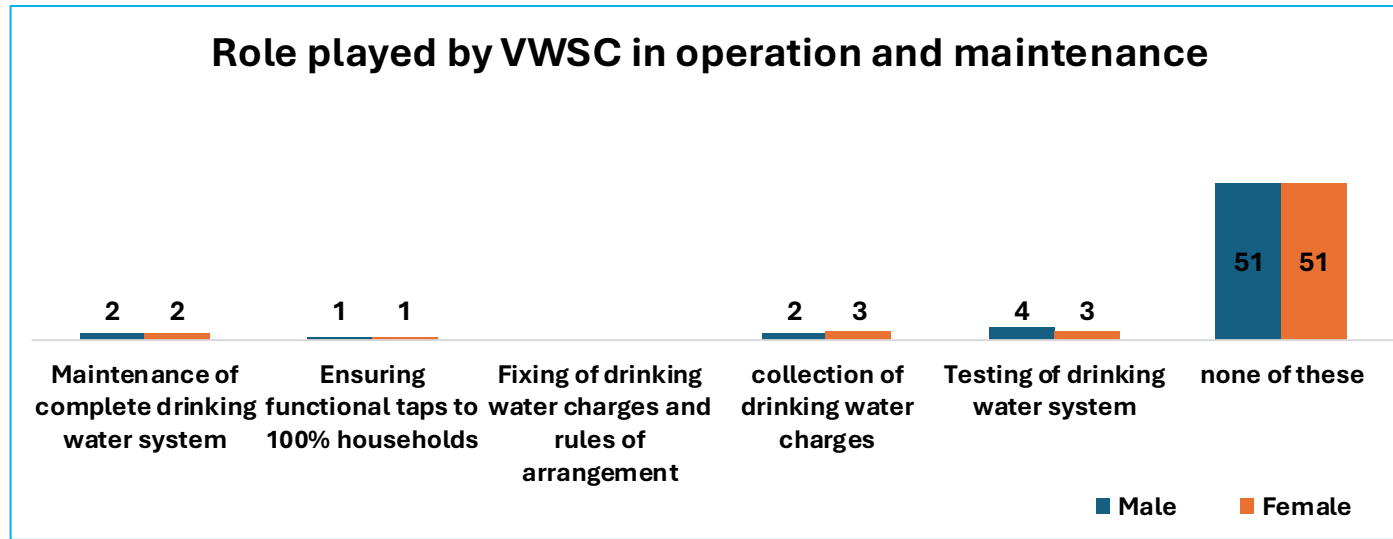 Role played by VWSC in operation and maintenance
2 2 1 1 2 3 4 3 51 51
Maintenance of
complete drinking
water system
Ensuring
functional taps to
100% households
Fixing of drinking
water charges and
rules of
arrangement
collection of
drinking water
charges
Testing of drinking
water system
none of these
Male Female